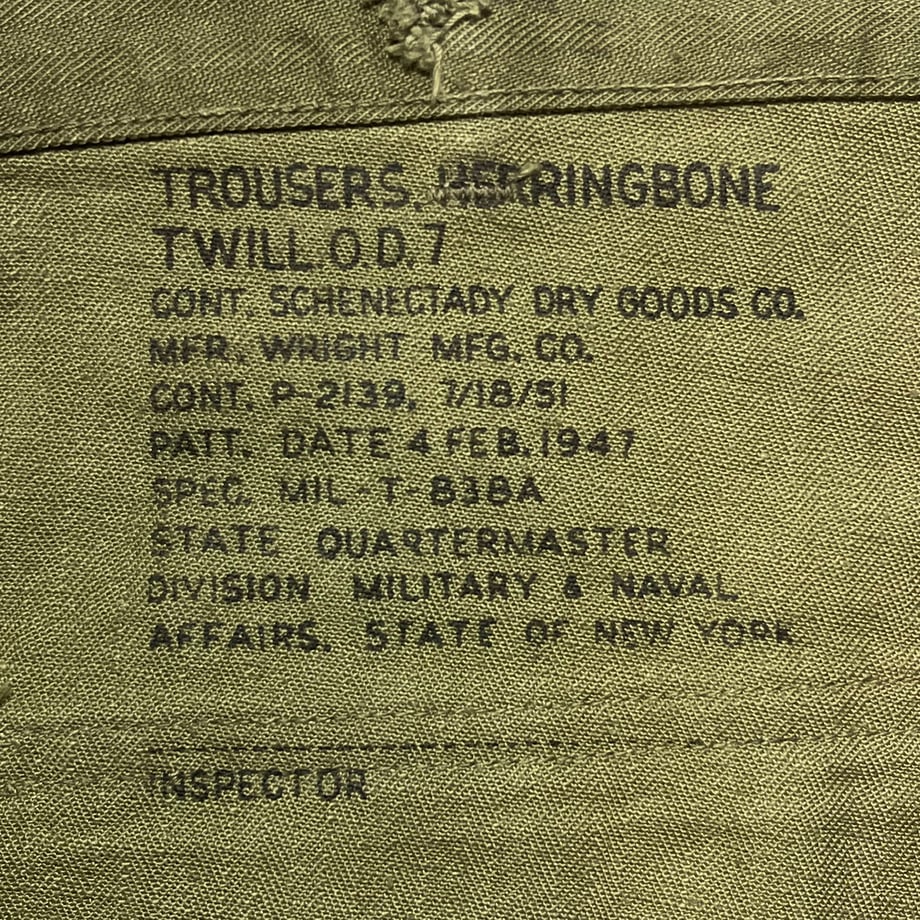 TROUSERS, HERRINGBONE
TWILL.O.D.7
CONT. SCHENECTADY DRY GOODS CO.
MFR. WRIGHT MFG. CO.
CONT. P-2139, 7/18/51
PATT. DATE 4 FEB. 1947
SPEC. MIL-T-838A
STATE QUARTERMASTER
DIVISION MILITARY & NAVAL
AFFAIRS. STATE OF NEW YORK
INSPECTOR